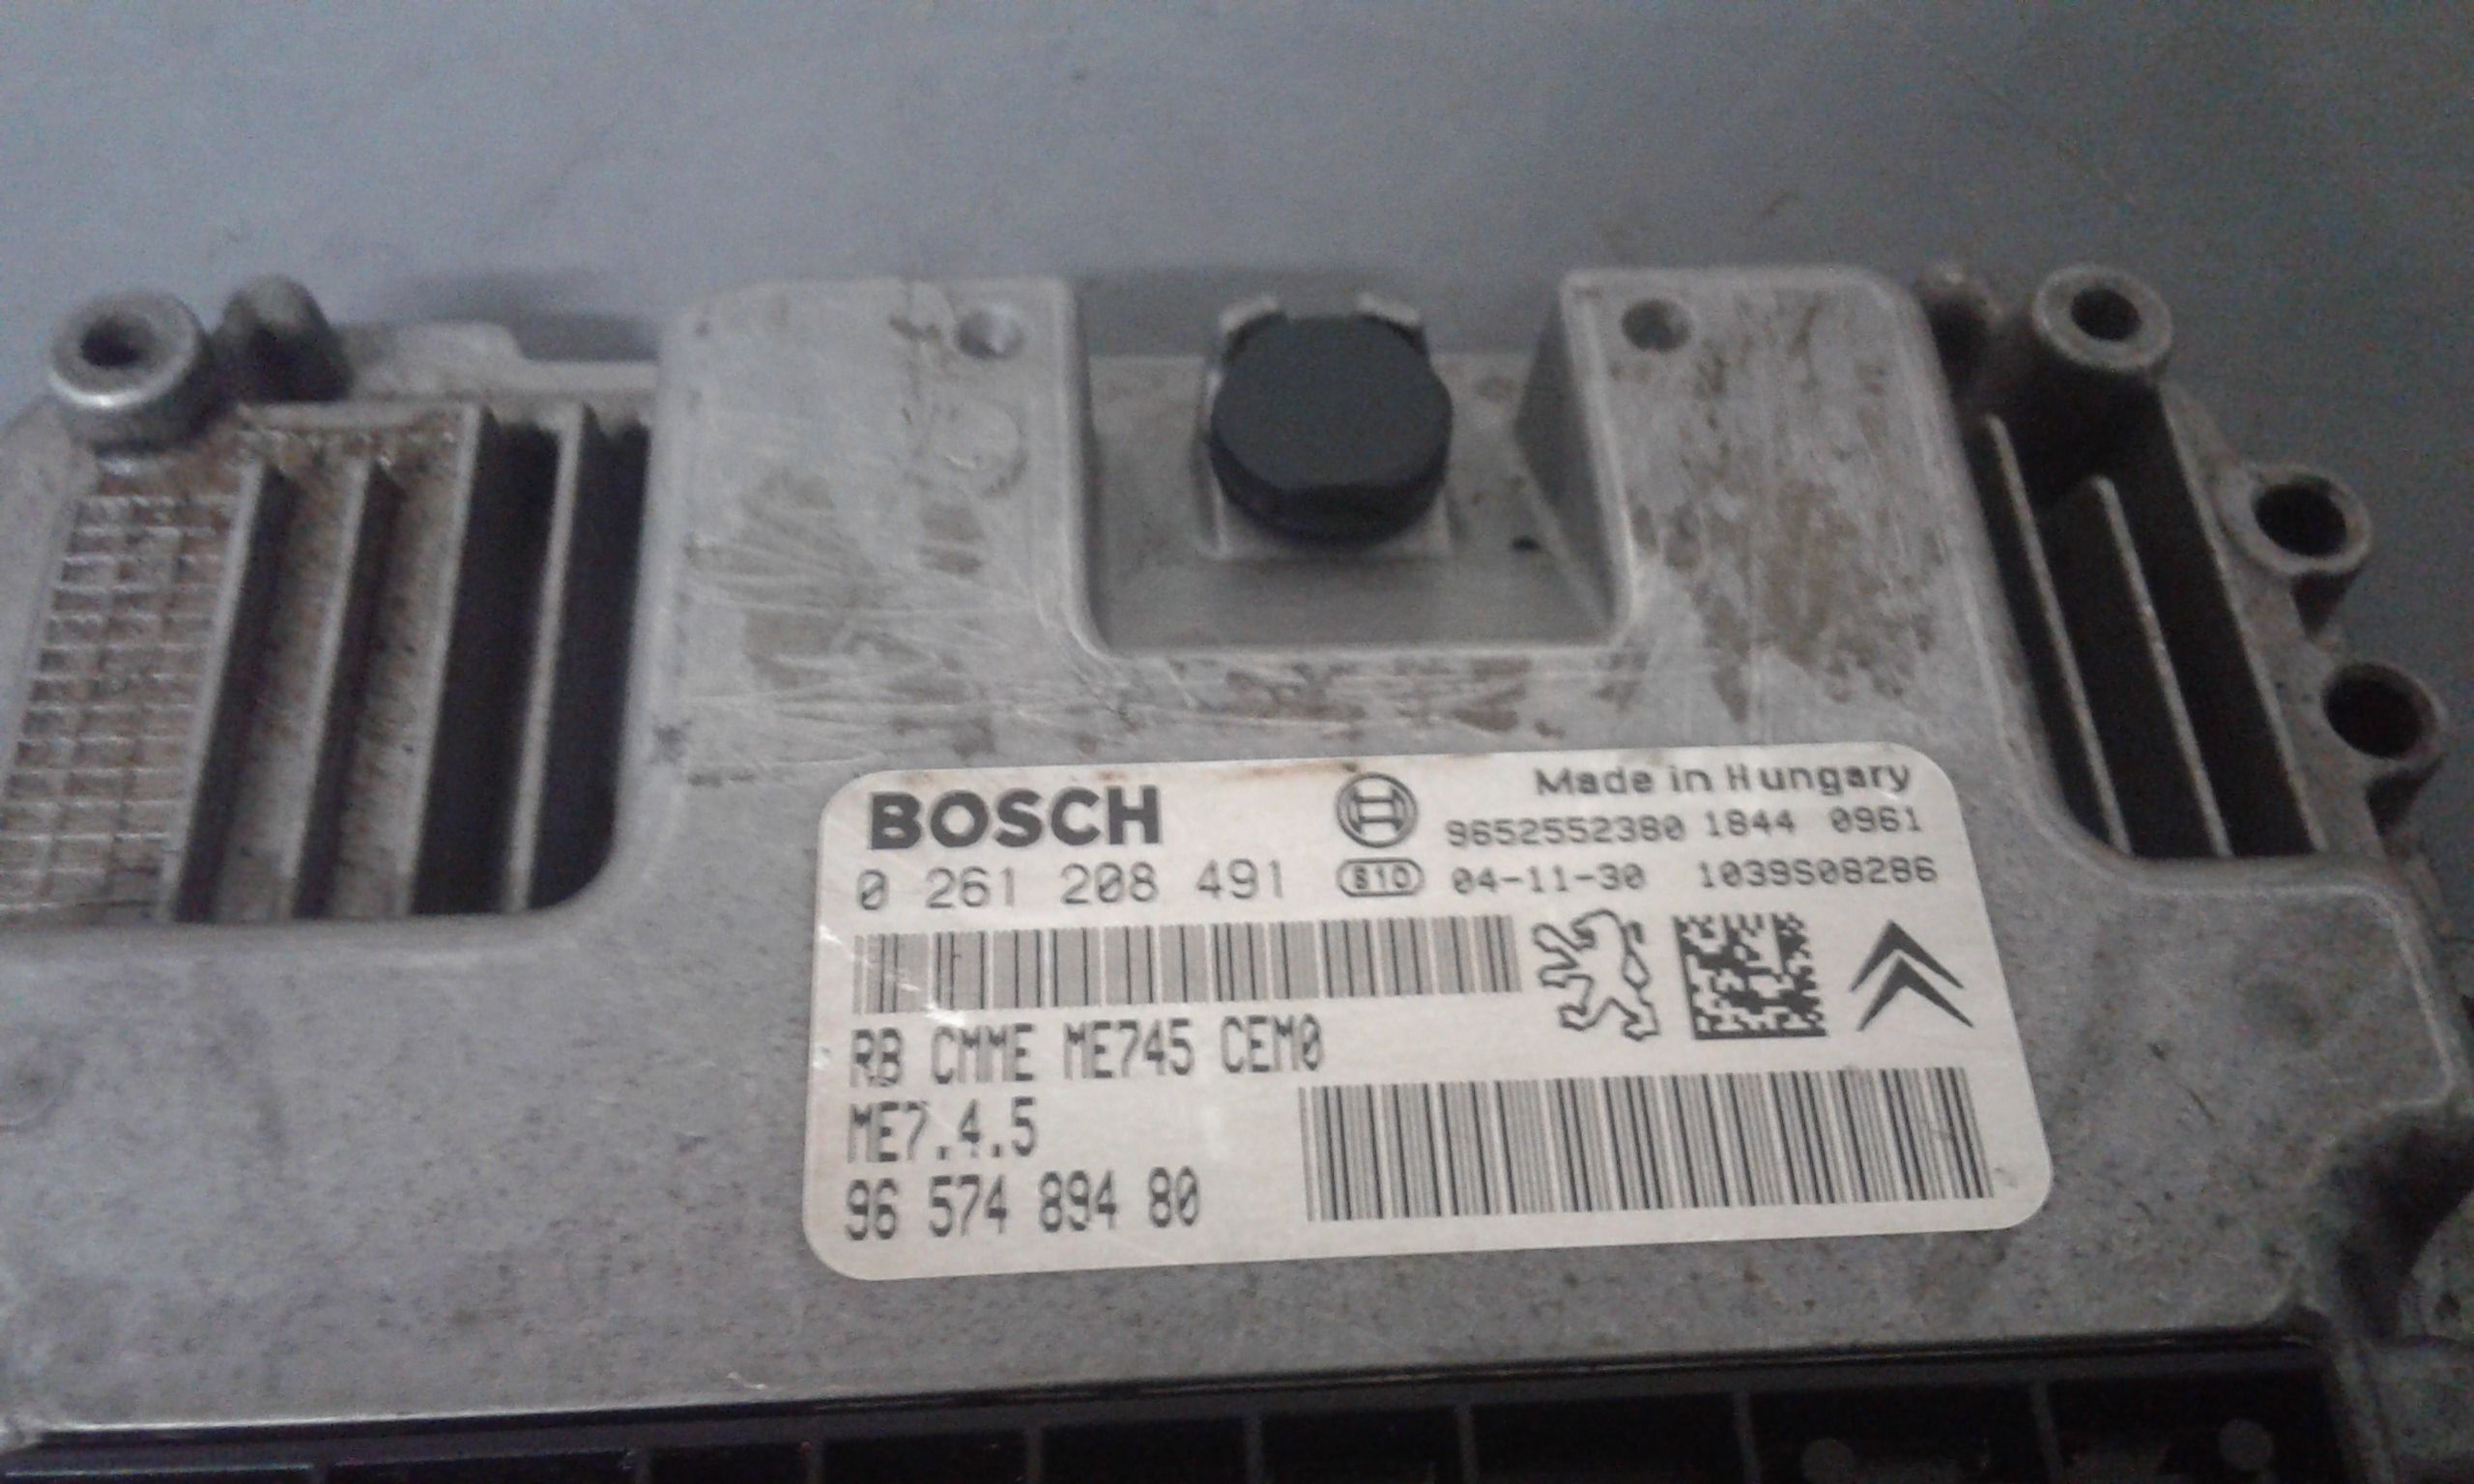 BOSCH
Made in Hungary
9652552380 1844 0961
0 261 208 491
810 04-11-30 1039S08286
RB CMME ME745 CEM0
ME7.4.5
96 574 894 80